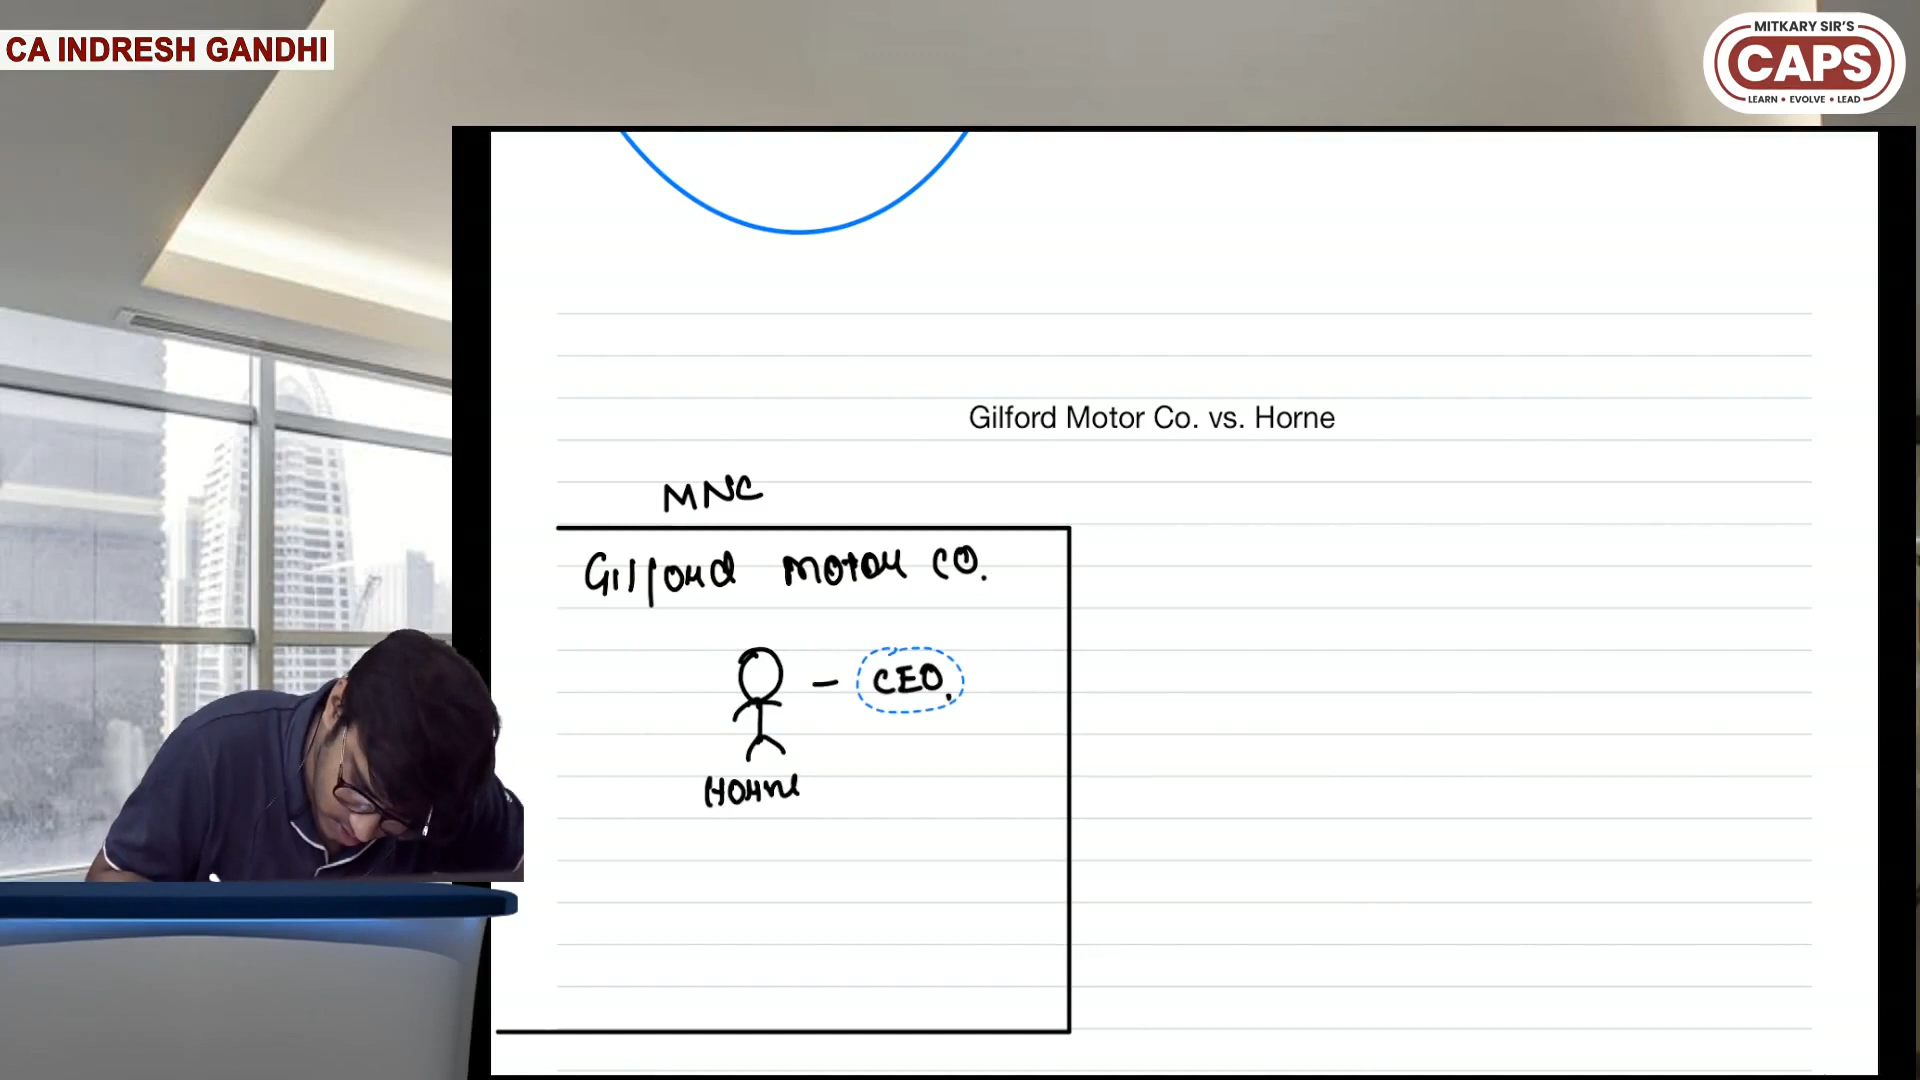 CA INDRESH GANDHI
MITKARY SIR'S
CAPS
LEARN • EVOLVE • LEAD
Gilford Motor Co. vs. Horne
MNC
Gilford Motor CO.
- CEO.
Horne